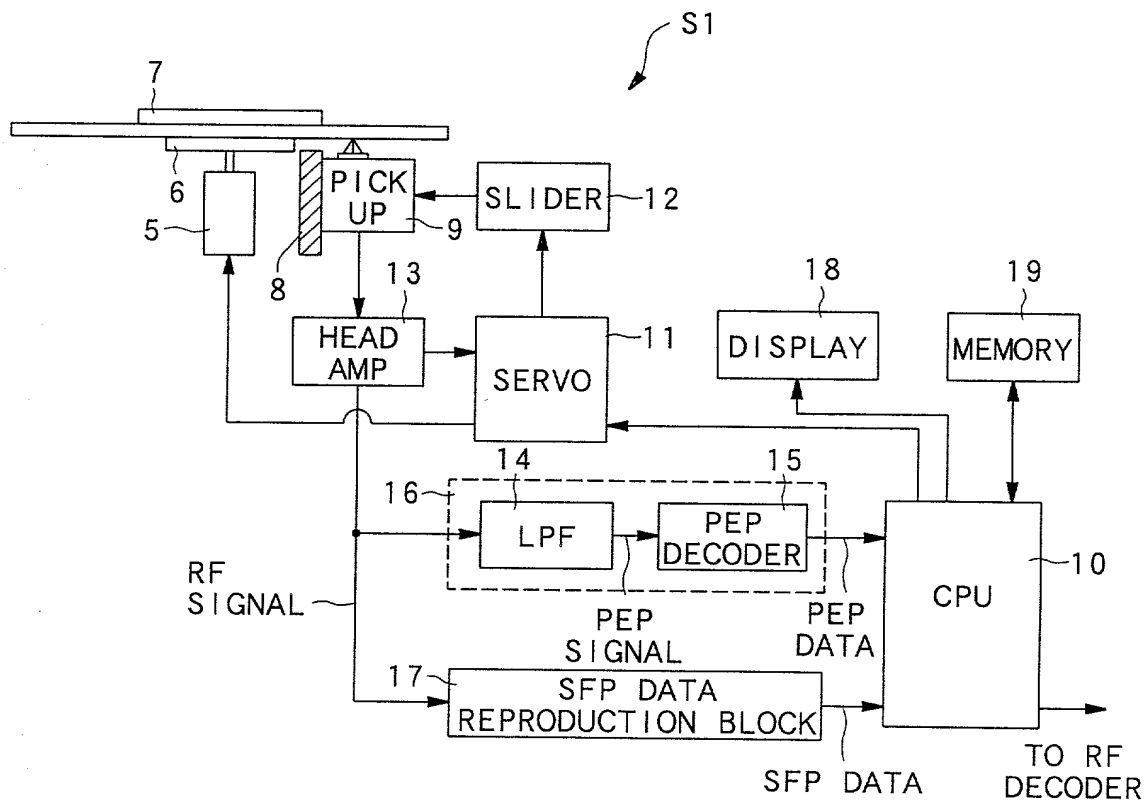 S1
7
6
5
8
PICK
UP
9
SLIDER
12
13
HEAD
AMP
SERVO
11
18
DISPLAY
19
MEMORY
16
14
LPF
15
PEP
DECODER
10
CPU
RF
SIGNAL
PEP
SIGNAL
PEP
DATA
17
SFP DATA
REPRODUCTION BLOCK
SFP DATA
TO RF
DECODER